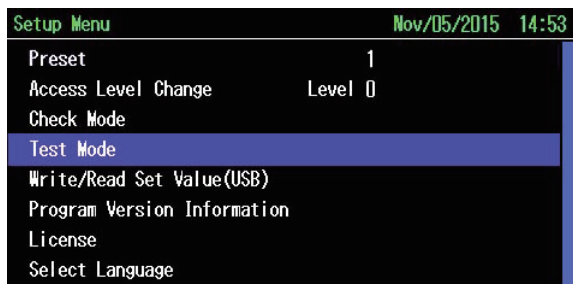 Setup Menu Nov/05/2015 14:53
Preset 1
Access Level Change Level 0
Check Mode
Test Mode
Write/Read Set Value(USB)
Program Version Information
License
Select Language